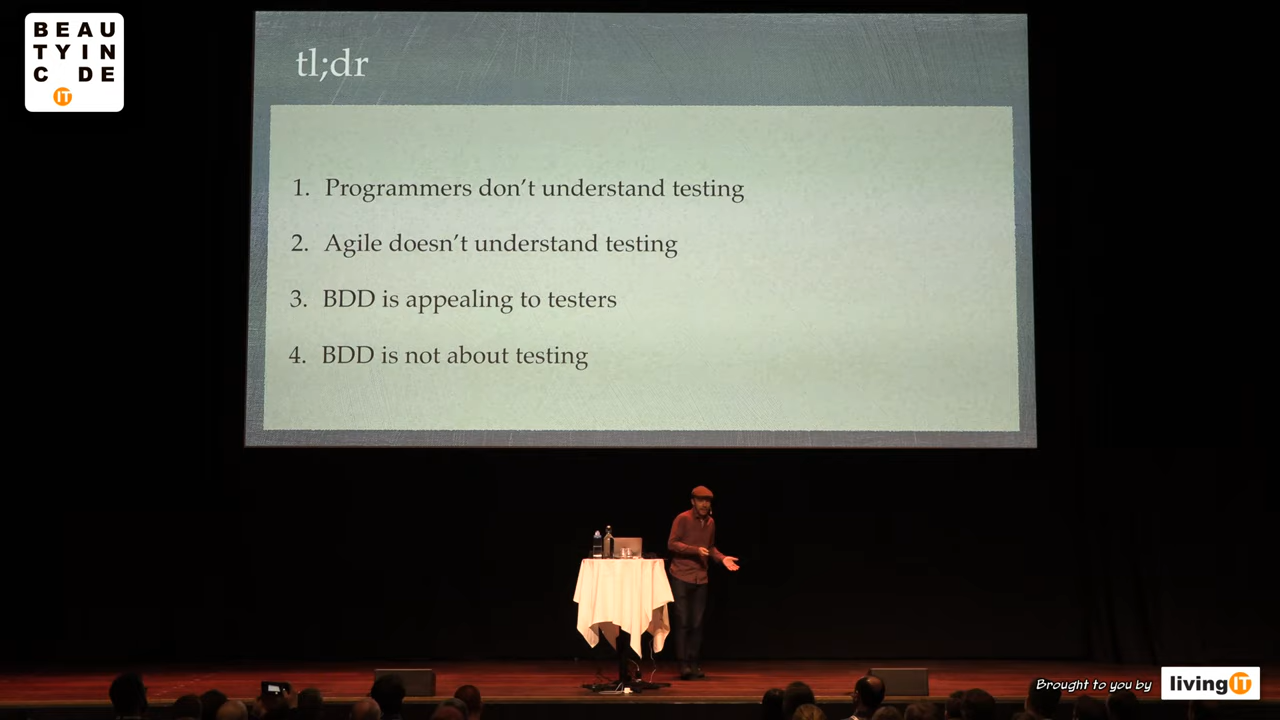 BEAU
TYIN
C DE
IT
tl;dr
1. Programmers don’t understand testing
2. Agile doesn’t understand testing
3. BDD is appealing to testers
4. BDD is not about testing
Brought to you by
livingIT